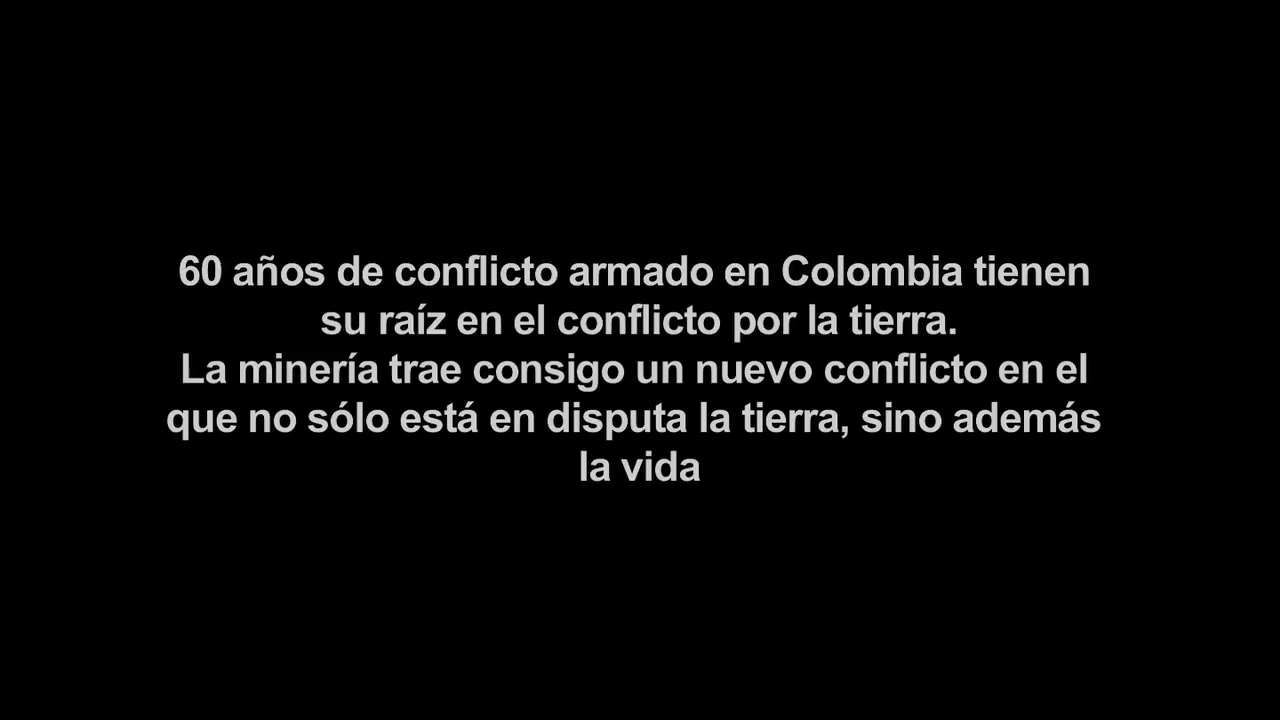 60 años de conflicto armado en Colombia tienen
su raíz en el conflicto por la tierra.
La minería trae consigo un nuevo conflicto en el
que no sólo está en disputa la tierra, sino además
la vida